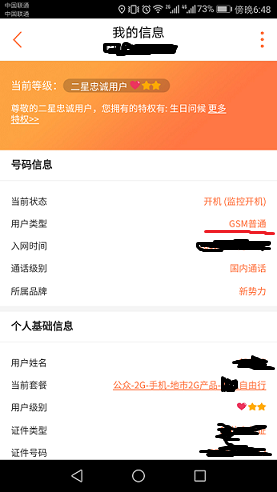 中国联通
中国联通
73% 傍晚6:48
我的信息
当前等级： 二星忠诚用户
尊敬的二星忠诚用户，您拥有的特权有: 生日问候 更多
特权>>
号码信息
当前状态 开机 (监控开机)
用户类型 GSM普通
入网时间
通话级别 国内通话
所属品牌 新势力
个人基础信息
用户姓名
当前套餐 公众-2G-手机-地市2G产品- 自由行
用户级别
证件类型
证件号码